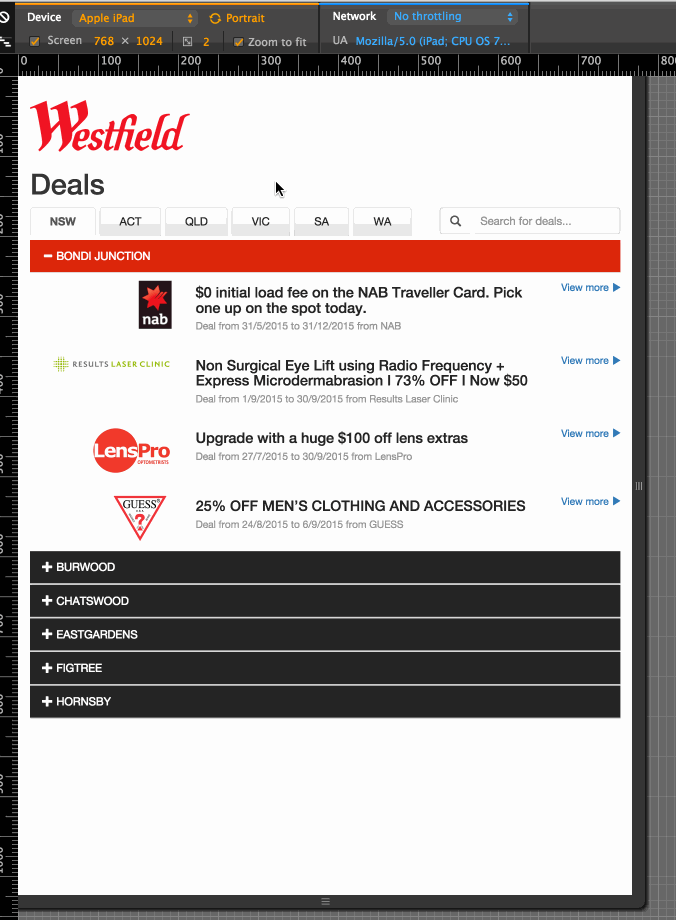 Device Apple iPad Portrait Network No throttling
Screen 768 × 1024 2 Zoom to fit UA Mozilla/5.0 (iPad; CPU OS 7...
0 100 200 300 400 500 600 700 800
Westfield
Deals
NSW ACT QLD VIC SA WA Search for deals...
BONDI JUNCTION
nab
$0 initial load fee on the NAB Traveller Card. Pick
one up on the spot today.
Deal from 31/5/2015 to 31/12/2015 from NAB
View more
RESULTS LASER CLINIC
Non Surgical Eye Lift using Radio Frequency +
Express Microdermabrasion I 73% OFF I Now $50
Deal from 1/9/2015 to 30/9/2015 from Results Laser Clinic
View more
LensPro
OPTOMETRISTS
Upgrade with a huge $100 off lens extras
Deal from 27/7/2015 to 30/9/2015 from LensPro
View more
GUESS
?
25% OFF MEN'S CLOTHING AND ACCESSORIES
Deal from 24/8/2015 to 6/9/2015 from GUESS
View more
BURWOOD
CHATSWOOD
EASTGARDENS
FIGTREE
HORNSBY